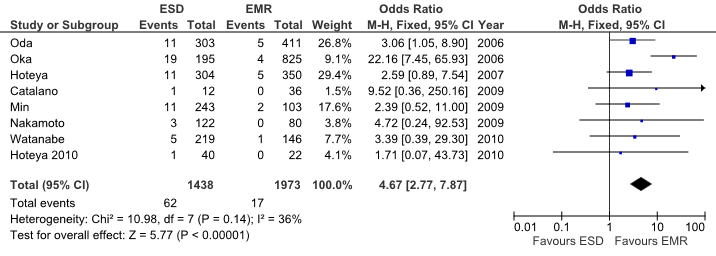 ESD EMR Odds Ratio Odds Ratio
Study or Subgroup Events Total Events Total Weight M-H, Fixed, 95% CI Year M-H, Fixed, 95% CI
Oda 11 303 5 411 26.8% 3.06 [1.05, 8.90] 2006
Oka 19 195 4 825 9.1% 22.16 [7.45, 65.93] 2006
Hoteya 11 304 5 350 29.4% 2.59 [0.89, 7.54] 2007
Catalano 1 12 0 36 1.3% 9.52 [0.36, 250.16] 2009
Min 11 243 2 103 17.6% 2.39 [0.52, 11.00] 2009
Nakamoto 3 122 0 80 3.9% 4.72 [0.24, 92.53] 2009
Watanabe 5 219 1 146 7.7% 3.39 [0.39, 29.30] 2010
Hoteya 2010 1 40 0 22 4.1% 1.71 [0.07, 43.73] 2010
Total (95% CI) 1438 1973 100.0% 4.67 [2.77, 7.87]
Total events 62 17
Heterogeneity: Chi² = 10.98, df = 7 (P = 0.14); I² = 36%
Test for overall effect: Z = 5.77 (P < 0.00001)
0.01 0.1 1 10 100
Favours ESD Favours EMR